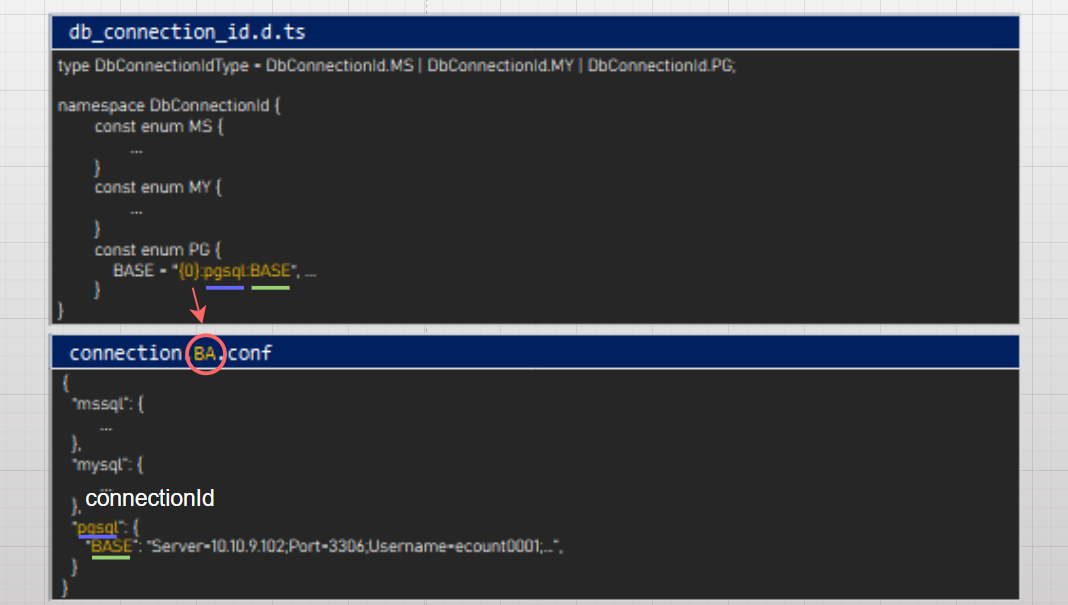 db_connection_id.d.ts
type DbConnectionIdType = DbConnectionId.MS | DbConnectionId.MY | DbConnectionId.PG;
namespace DbConnectionId {
const enum MS {
...
}
const enum MY {
...
}
const enum PG {
BASE = "{0}:pgsql:BASE", ...
}
}
connection.BA.conf
{
"mssql": {
...
},
"mysql": {
...
},
connectionId
"pgsql": {
"BASE": "Server=10.10.9.102;Port=3306;Username=ecount0001;...",
}
}